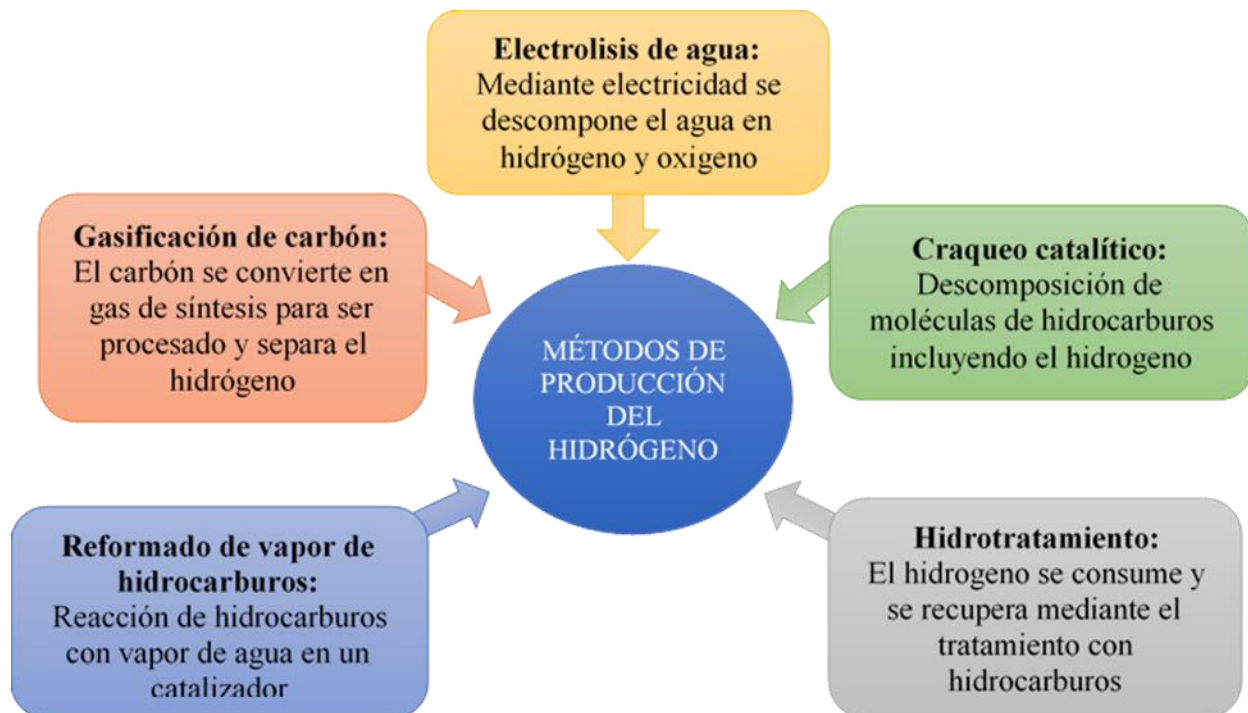 Electrolisis de agua:
Mediante electricidad se
descompone el agua en
hidrógeno y oxigeno
Gasificación de carbón:
El carbón se convierte en
gas de síntesis para ser
procesado y separa el
hidrógeno
Craqueo catalítico:
Descomposición de
moléculas de hidrocarburos
incluyendo el hidrogeno
MÉTODOS DE
PRODUCCIÓN
DEL
HIDRÓGENO
Reformado de vapor de
hidrocarburos:
Reacción de hidrocarburos
con vapor de agua en un
catalizador
Hidrotratamiento:
El hidrogeno se consume y
se recupera mediante el
tratamiento con
hidrocarburos